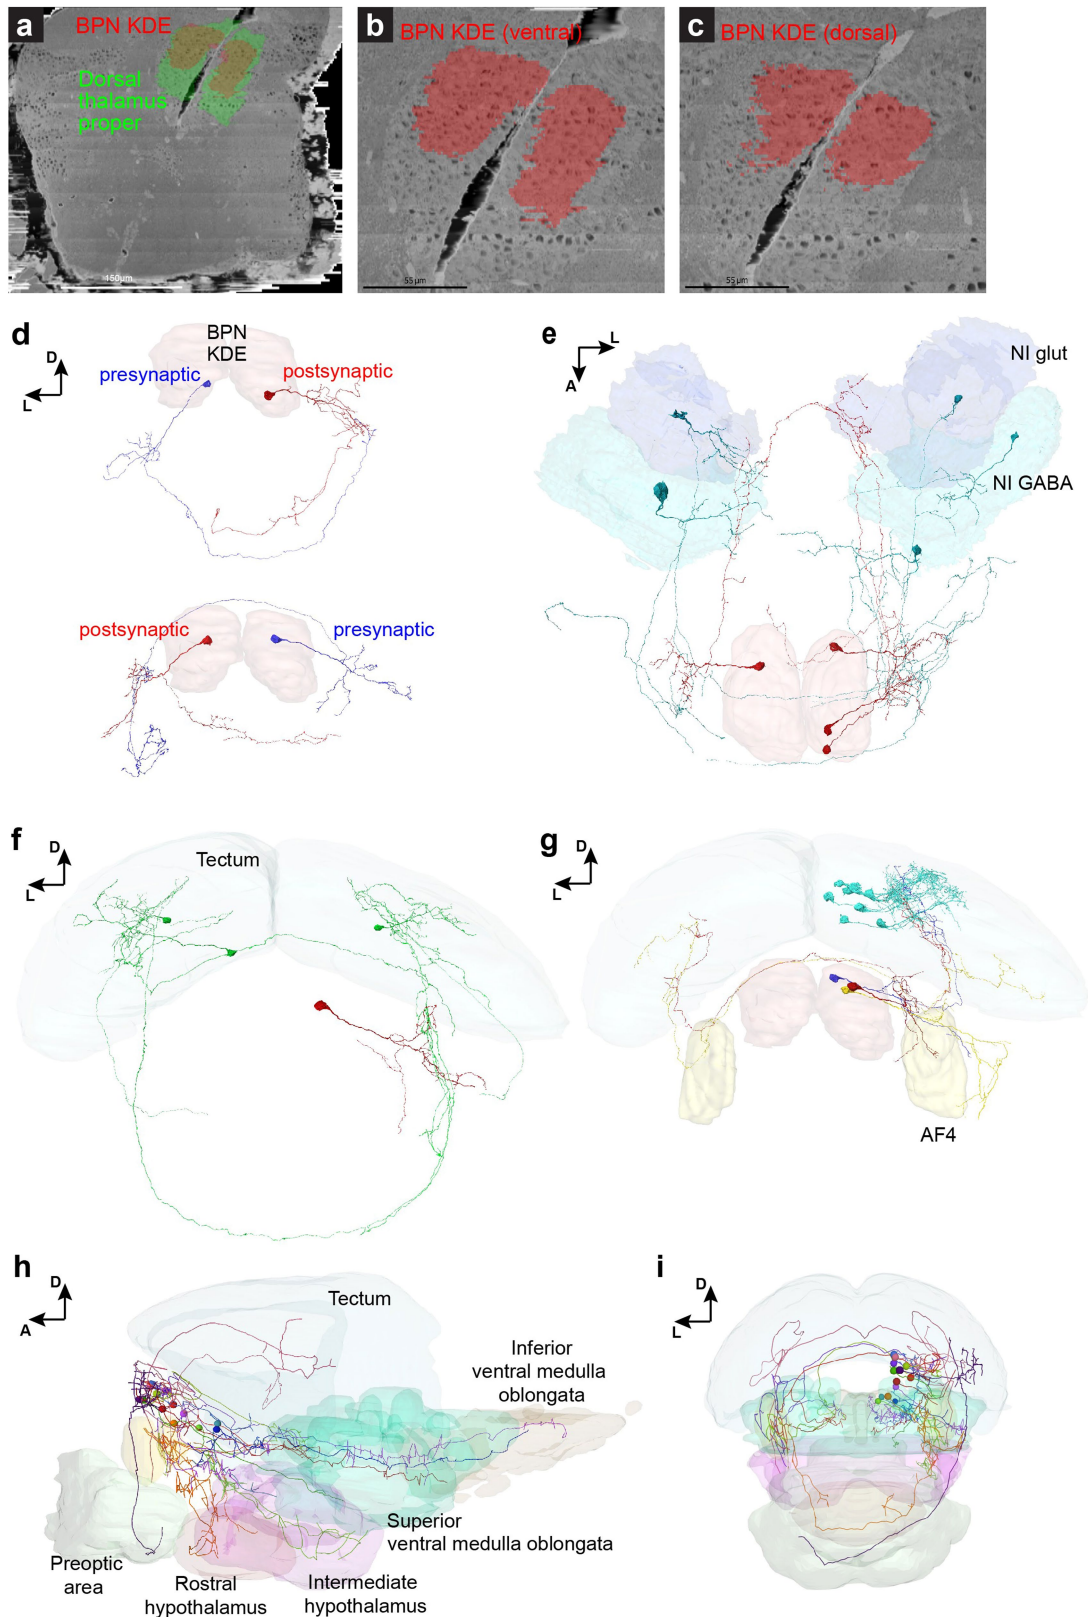 a
BPN KDE
Dorsal
thalamus
proper
150µm
b
BPN KDE (ventral)
55 µm
c
BPN KDE (dorsal)
55 µm
d
D
L
BPN
KDE
presynaptic
postsynaptic
postsynaptic
presynaptic
e
L
A
NI glut
NI GABA
f
D
L
Tectum
g
D
L
AF4
h
D
A
Tectum
Inferior
ventral medulla
oblongata
Superior
ventral medulla oblongata
Preoptic
area
Rostral
hypothalamus
Intermediate
hypothalamus
i
D
L